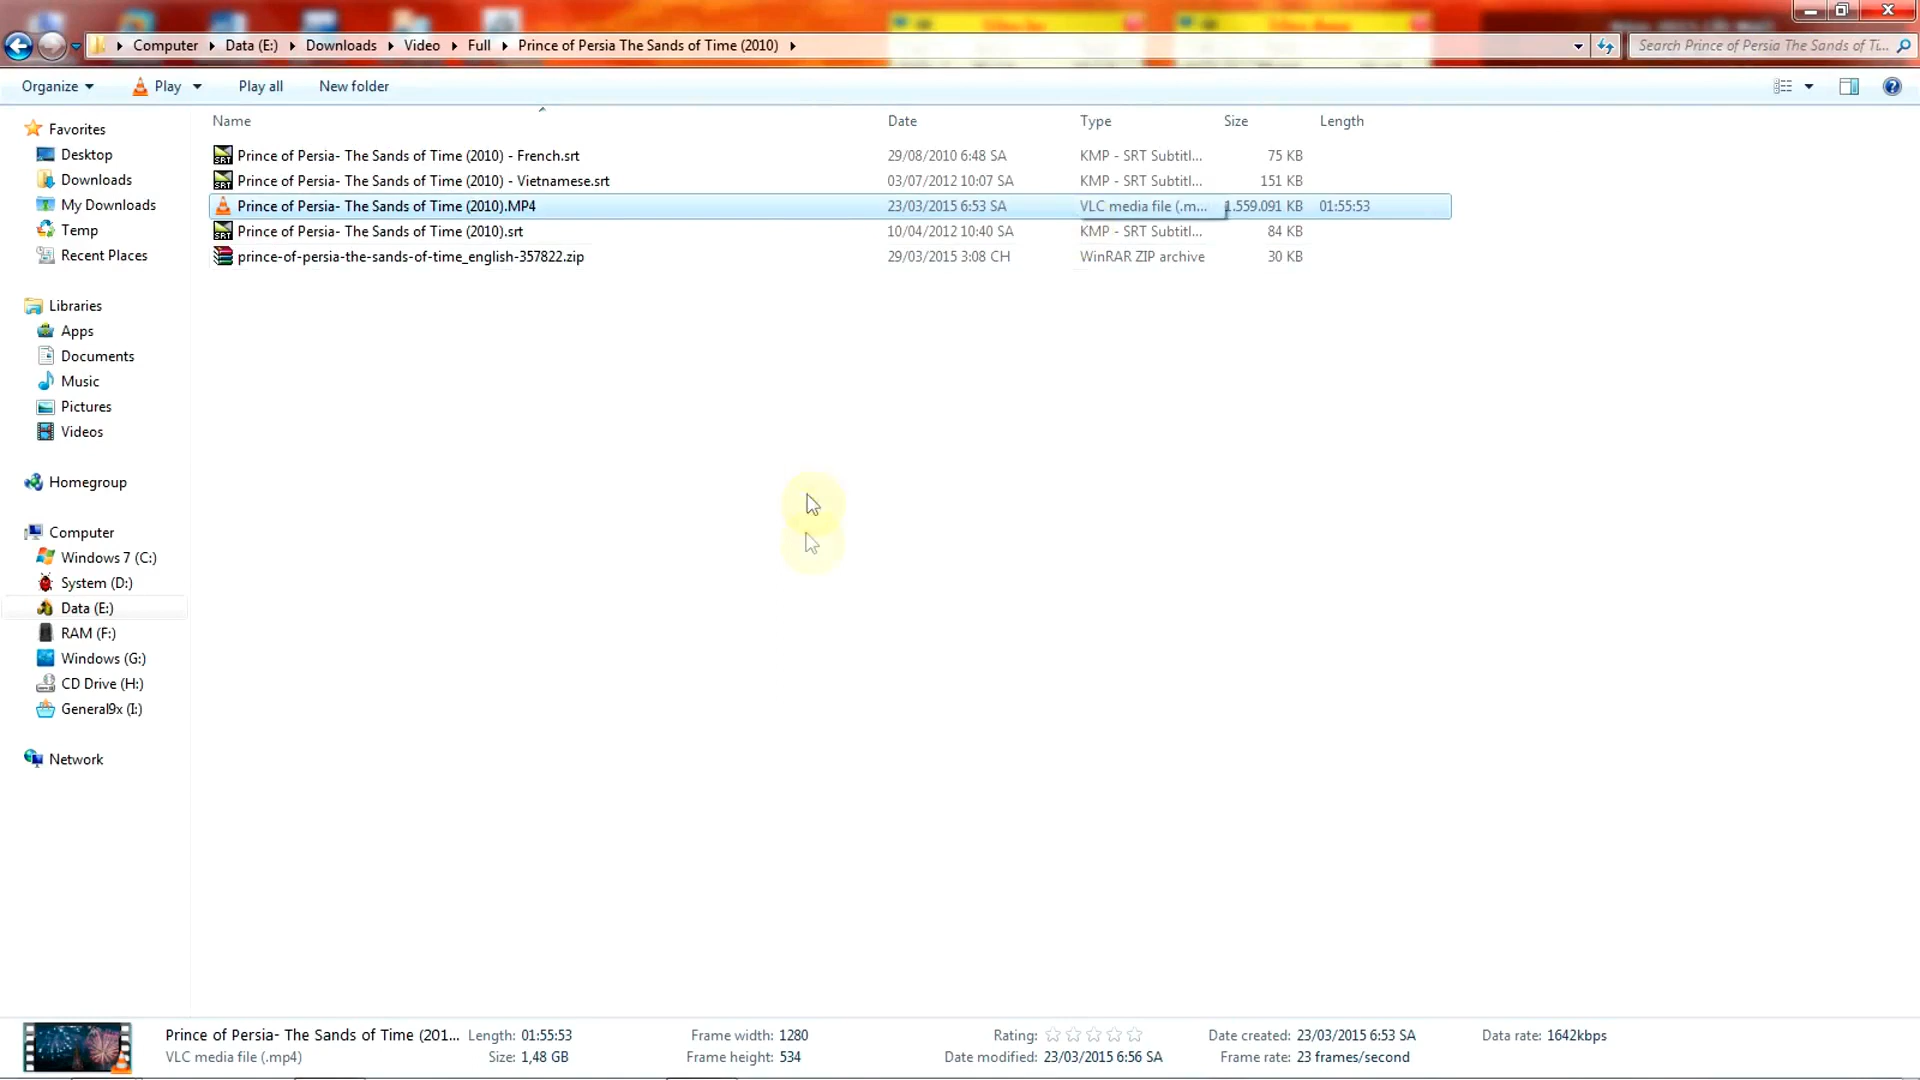 Computer Data (E:) Downloads Video Full Prince of Persia The Sands of Time (2010)
Search Prince of Persia The Sands of Ti...
Organize Play Play all New folder
Name Date Type Size Length
Favorites
Desktop
Downloads
My Downloads
Temp
Recent Places
Libraries
Apps
Documents
Music
Pictures
Videos
Homegroup
Computer
Windows 7 (C:)
System (D:)
Data (E:)
RAM (F:)
Windows (G:)
CD Drive (H:)
General9x (I:)
Network
Prince of Persia- The Sands of Time (2010) - French.srt 29/08/2010 6:48 SA KMP - SRT Subtitl... 75 KB
Prince of Persia- The Sands of Time (2010) - Vietnamese.srt 03/07/2012 10:07 SA KMP - SRT Subtitl... 151 KB
Prince of Persia- The Sands of Time (2010).MP4 23/03/2015 6:53 SA VLC media file (.m... 1.559.091 KB 01:55:53
Prince of Persia- The Sands of Time (2010).srt 10/04/2012 10:40 SA KMP - SRT Subtitl... 84 KB
prince-of-persia-the-sands-of-time_english-357822.zip 29/03/2015 3:08 CH WinRAR ZIP archive 30 KB
Prince of Persia- The Sands of Time (201... Length: 01:55:53 Frame width: 1280 Rating: Date created: 23/03/2015 6:53 SA Data rate: 1642kbps
VLC media file (.mp4) Size: 1,48 GB Frame height: 534 Date modified: 23/03/2015 6:56 SA Frame rate: 23 frames/second